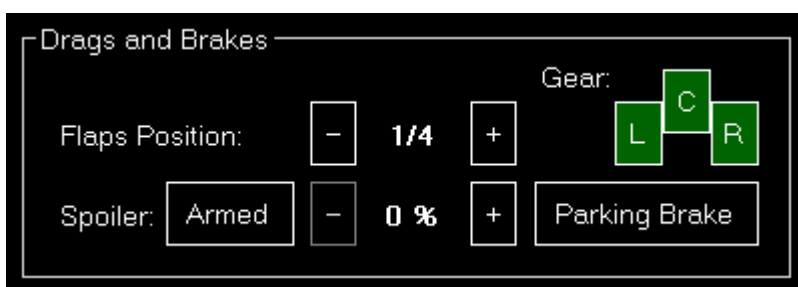 Drags and Brakes
Gear:
C
L R
Flaps Position: - 1/4 +
Spoiler: Armed - 0 % + Parking Brake